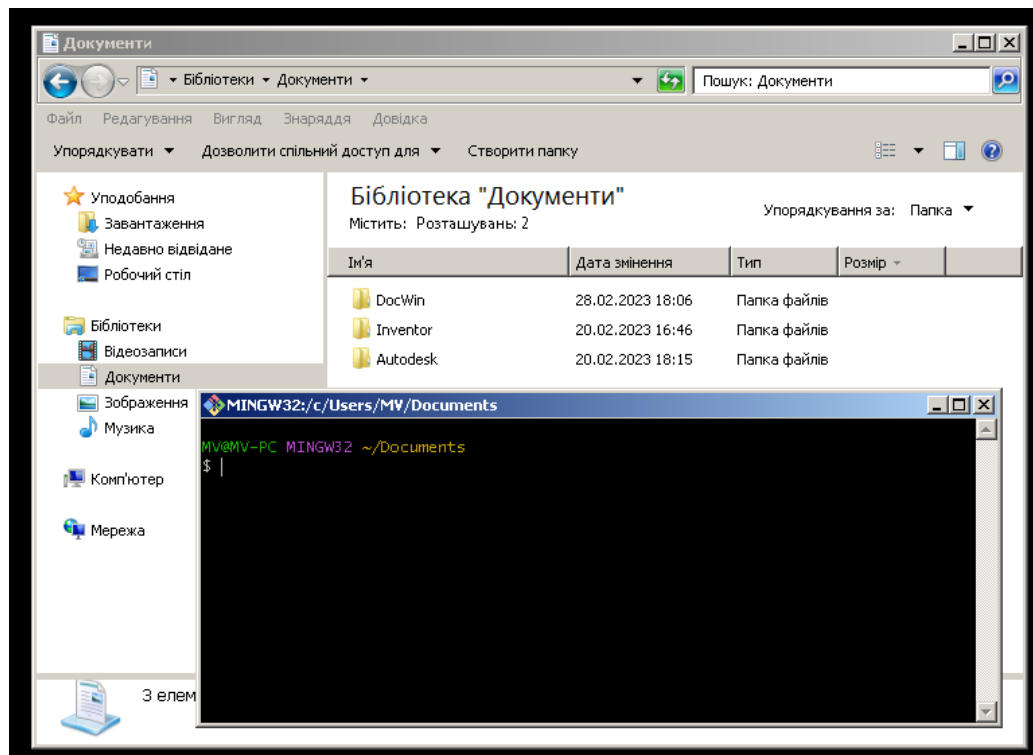 Документи
Бібліотеки Документи
Пошук: Документи
Файл Редагування Вигляд Знаряддя Довідка
Упорядкувати Дозволити спільний доступ для Створити папку
Уподобання
Завантаження
Недавно відвідане
Робочий стіл
Бібліотеки
Відеозаписи
Документи
Зображення
Музика
Комп'ютер
Мережа
Бібліотека "Документи"
Містить: Розташувань: 2
Упорядкування за: Папка
Ім'я Дата змінення Тип Розмір
DocWin 28.02.2023 18:06 Папка файлів
Inventor 20.02.2023 16:46 Папка файлів
Autodesk 20.02.2023 18:15 Папка файлів
MINGW32:/c/Users/MV/Documents
MV@MV-PC MINGW32 ~/Documents
$
3 елем